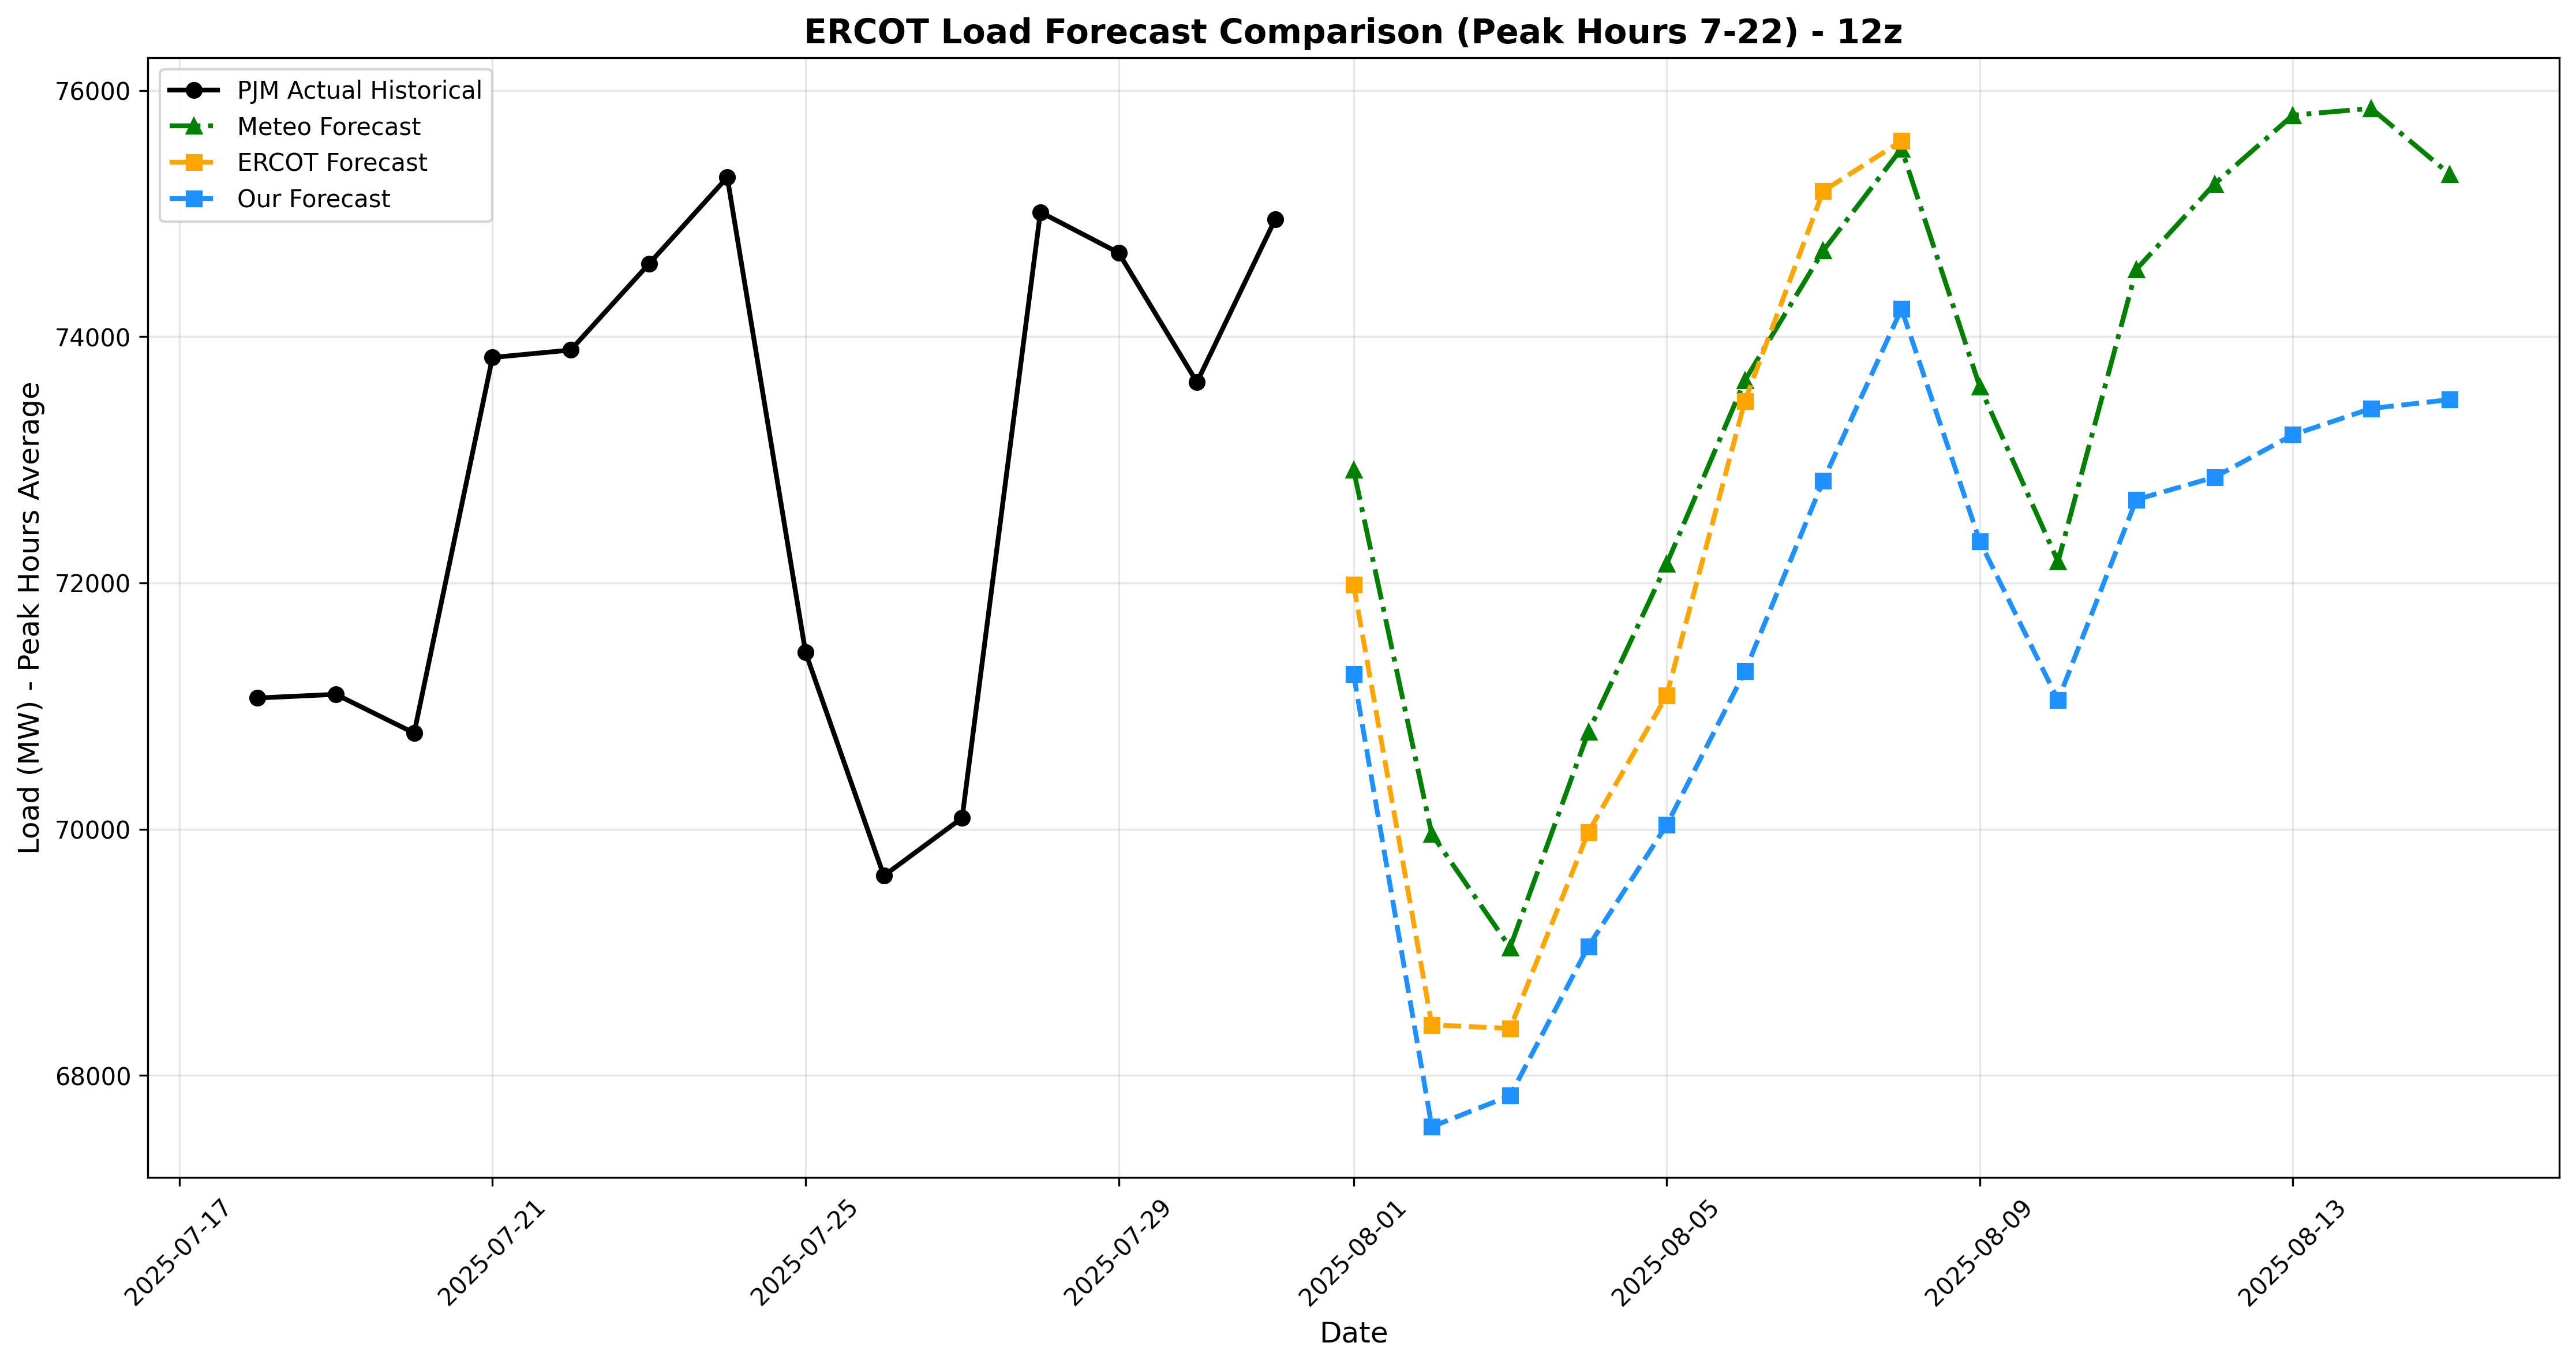 ERCOT Load Forecast Comparison (Peak Hours 7-22) - 12z
PJM Actual Historical
Meteo Forecast
ERCOT Forecast
Our Forecast
Load (MW) - Peak Hours Average
76000
74000
72000
70000
68000
2025-07-17
2025-07-21
2025-07-25
2025-07-29
2025-08-01
2025-08-05
2025-08-09
2025-08-13
Date